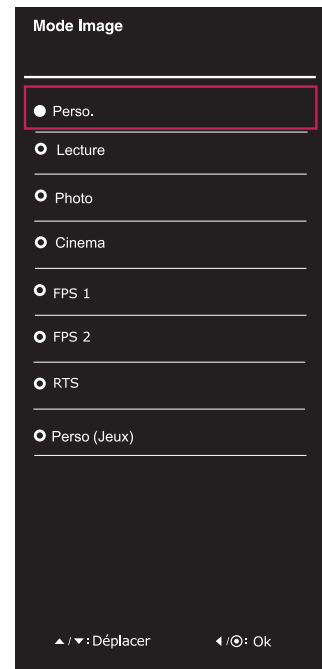 Mode Image
Perso.
Lecture
Photo
Cinema
FPS 1
FPS 2
RTS
Perso (Jeux)
▲/▼: Déplacer ◀/◉: Ok